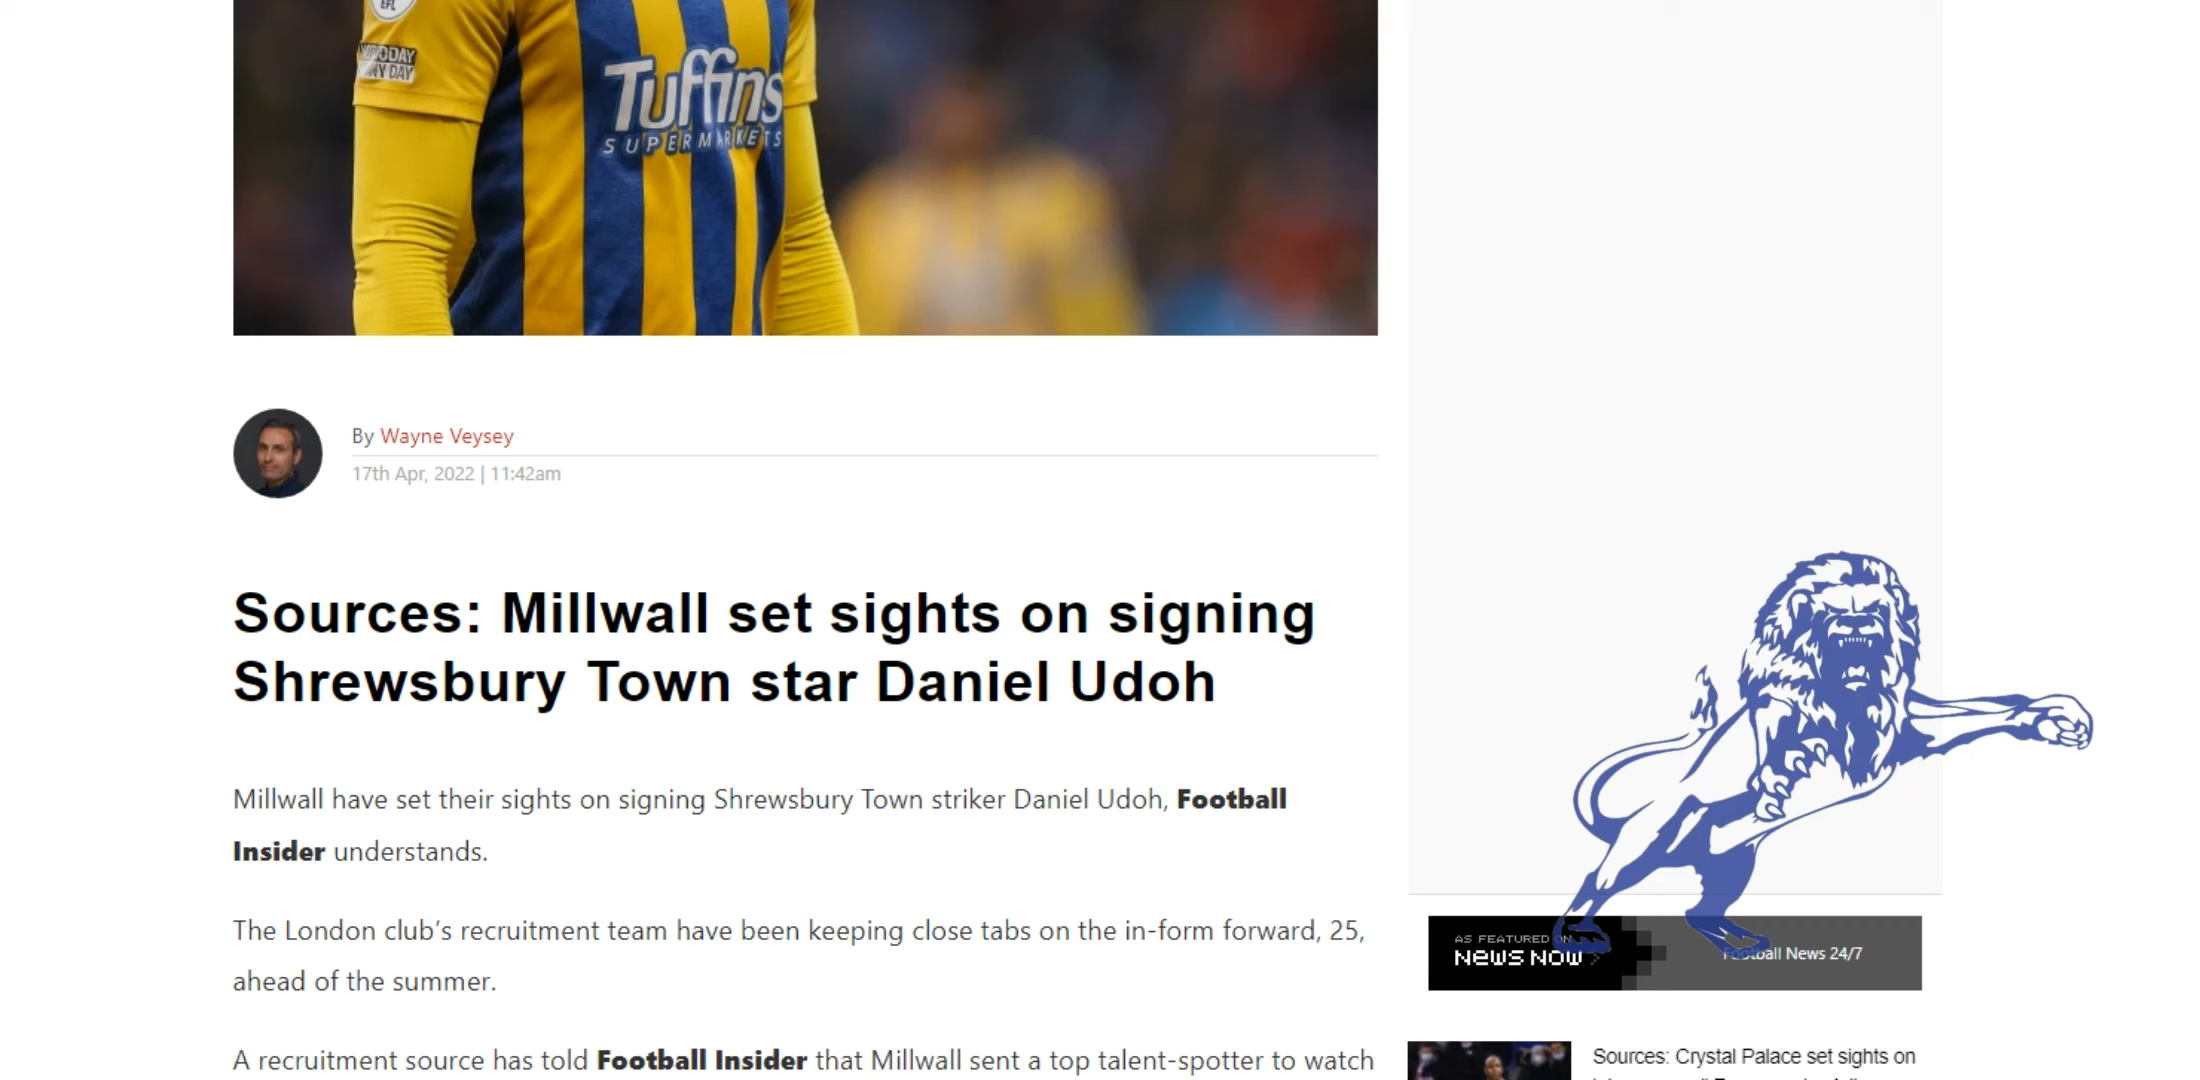 EFL
DAY
Tuffins
SUPERMARKETS
By Wayne Veysey
17th Apr, 2022 | 11:42am
Sources: Millwall set sights on signing
Shrewsbury Town star Daniel Udoh
Millwall have set their sights on signing Shrewsbury Town striker Daniel Udoh, Football
Insider understands.
The London club’s recruitment team have been keeping close tabs on the in-form forward, 25,
ahead of the summer.
A recruitment source has told Football Insider that Millwall sent a top talent-spotter to watch
AS FEATURED ON
NEWS NOW >
Football News 24/7
Sources: Crystal Palace set sights on